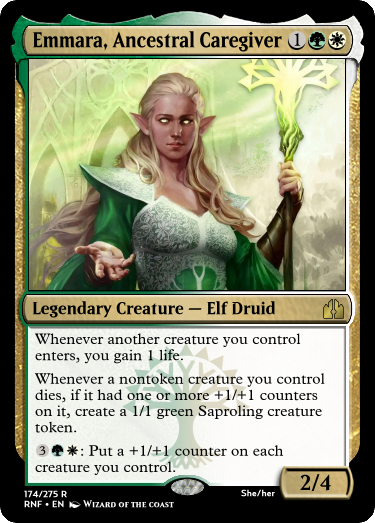 Emmara, Ancestral Caregiver 1
Legendary Creature — Elf Druid
Whenever another creature you control
enters, you gain 1 life.
Whenever a nontoken creature you control
dies, if it had one or more +1/+1 counters
on it, create a 1/1 green Saproling creature
token.
3 : Put a +1/+1 counter on each
creature you control.
2/4
174/275 R
RNF • EN Wizard of the coast
She/her